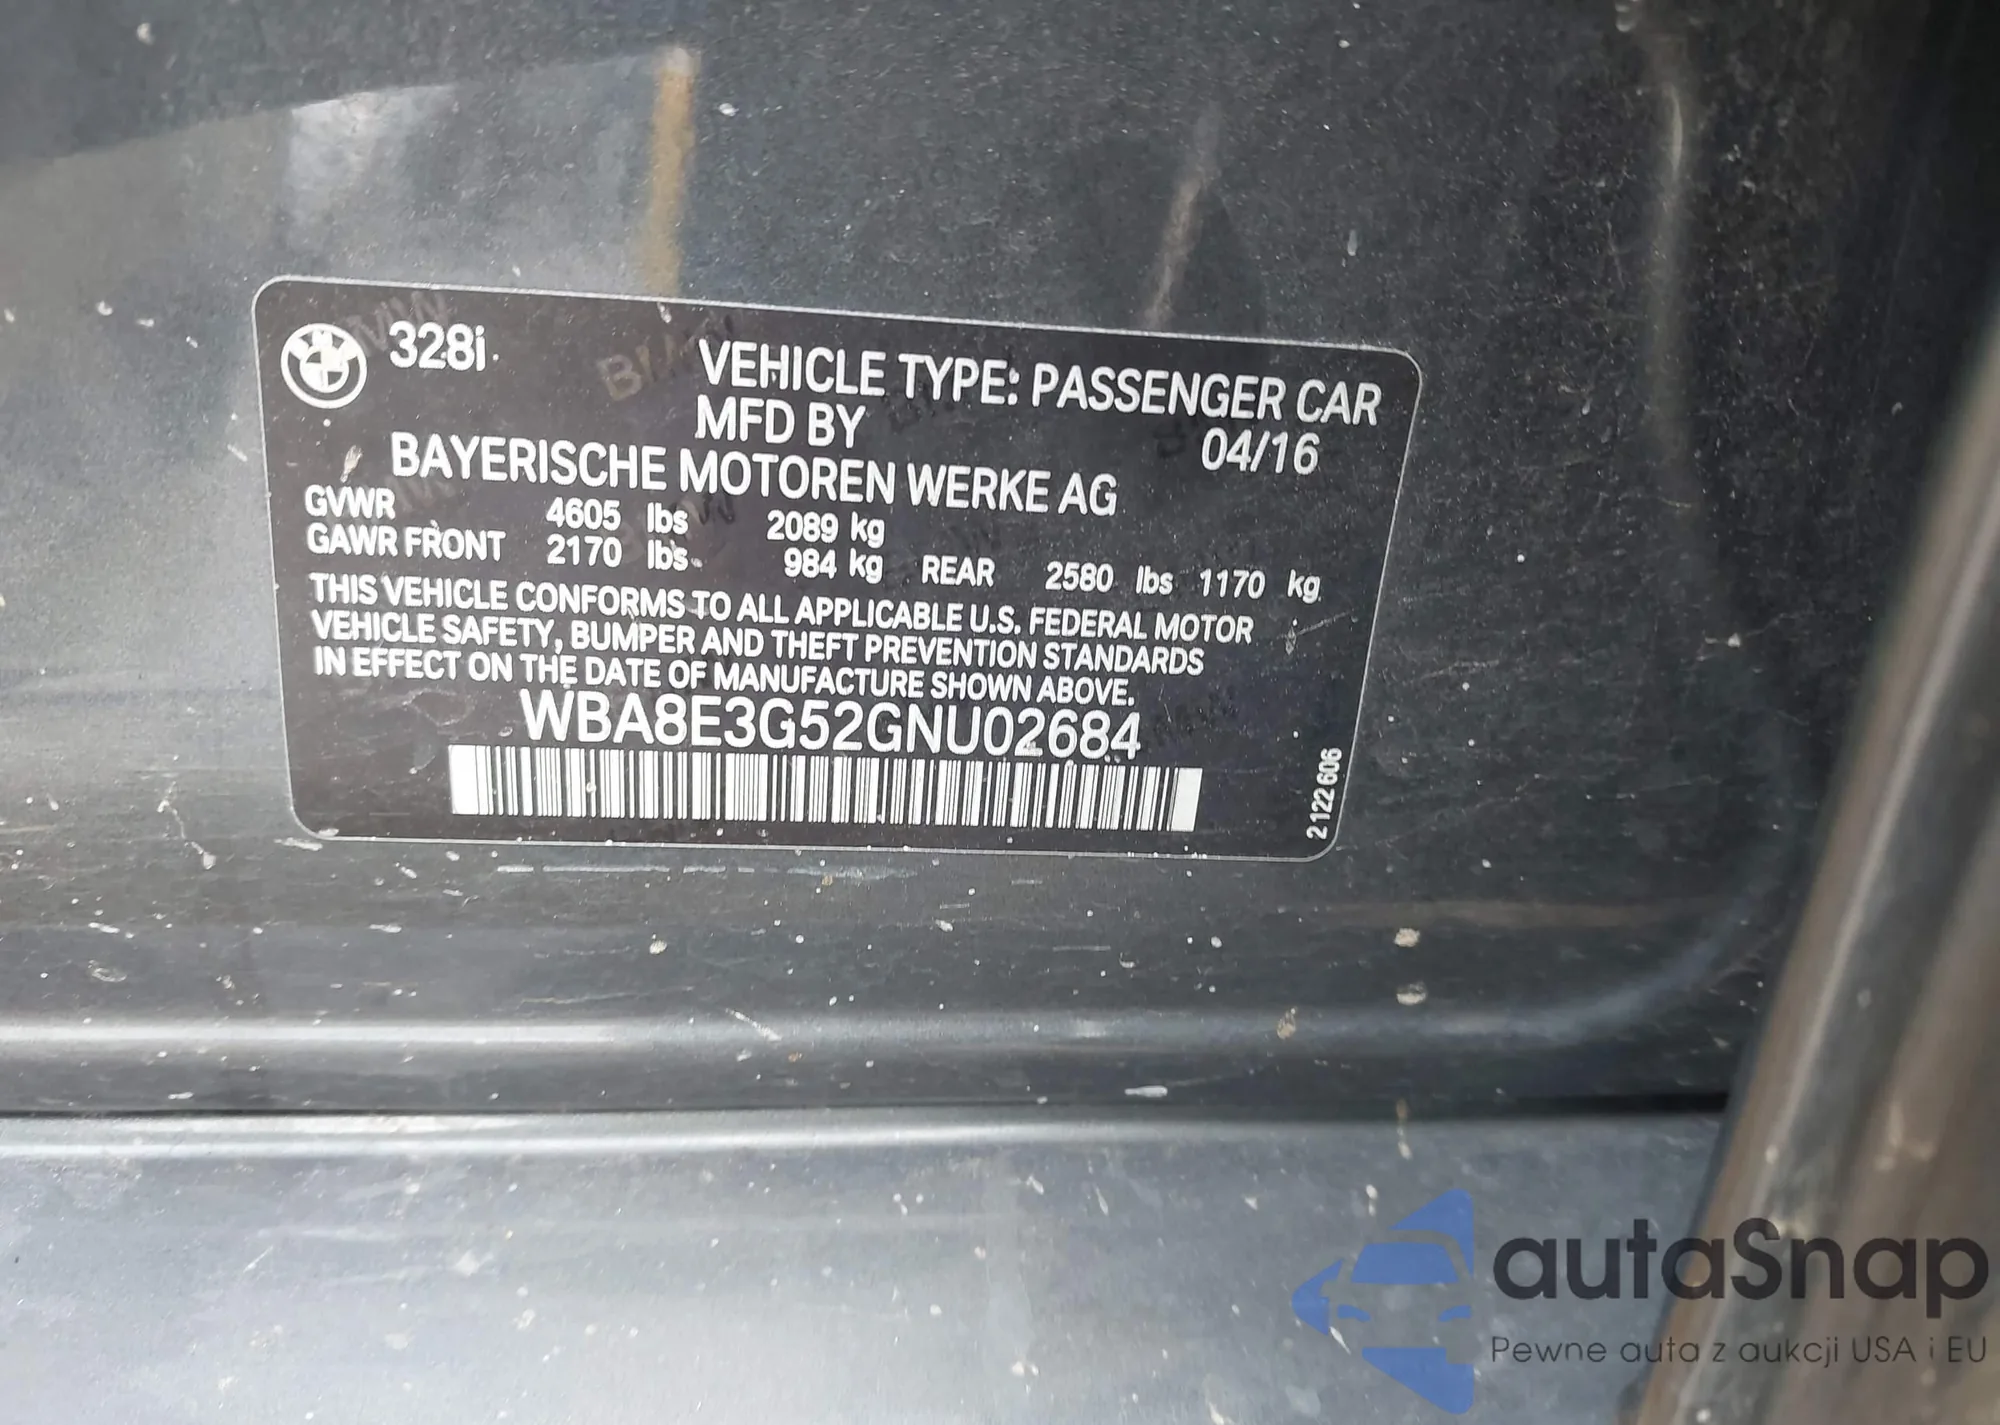 328i
VEHICLE TYPE: PASSENGER CAR
MFD BY 04/16
BAYERISCHE MOTOREN WERKE AG
GVWR 4605 lbs 2089 kg
GAWR FRONT 2170 lbs 984 kg REAR 2580 lbs 1170 kg
THIS VEHICLE CONFORMS TO ALL APPLICABLE U.S. FEDERAL MOTOR
VEHICLE SAFETY, BUMPER AND THEFT PREVENTION STANDARDS
IN EFFECT ON THE DATE OF MANUFACTURE SHOWN ABOVE.
WBA8E3G52GNU02684
2122606
autaSnap
Pewne auta z aukcji USA i EU